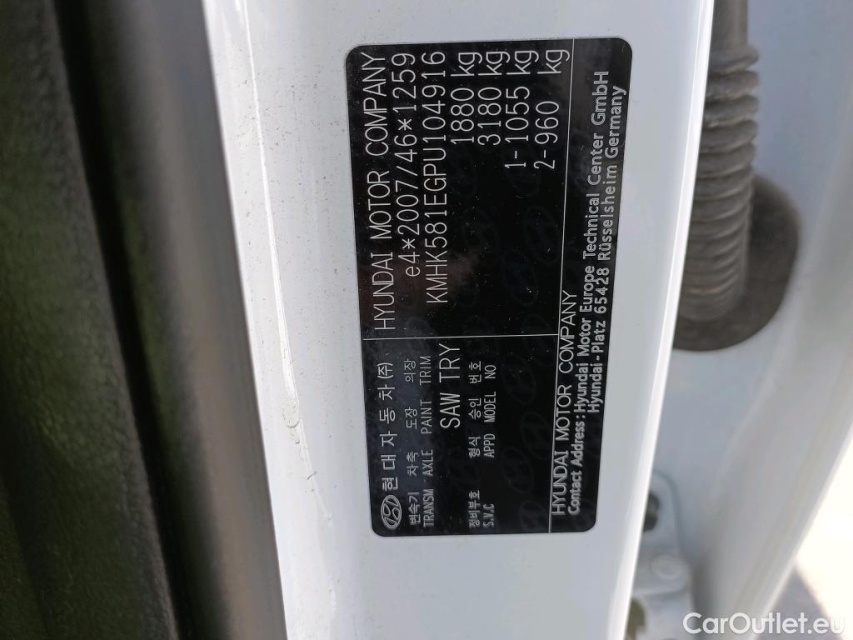 현대자동차(주)
변속기 차축 도장 의장
TRANSM AXLE PAINT TRIM
SAW TRY
정비부호 형식 승인 번호
S.V.C APPD MODEL NO
HYUNDAI MOTOR COMPANY
e4*2007/46*1259
KMHK581EGPU104916
1880 kg
3180 kg
1-1055 kg
2-960 kg
HYUNDAI MOTOR COMPANY
Contact Address : Hyundai Motor Europe Technical Center GmbH
Hyundai-Platz 65428 Rüsselsheim Germany
CarOutlet.eu